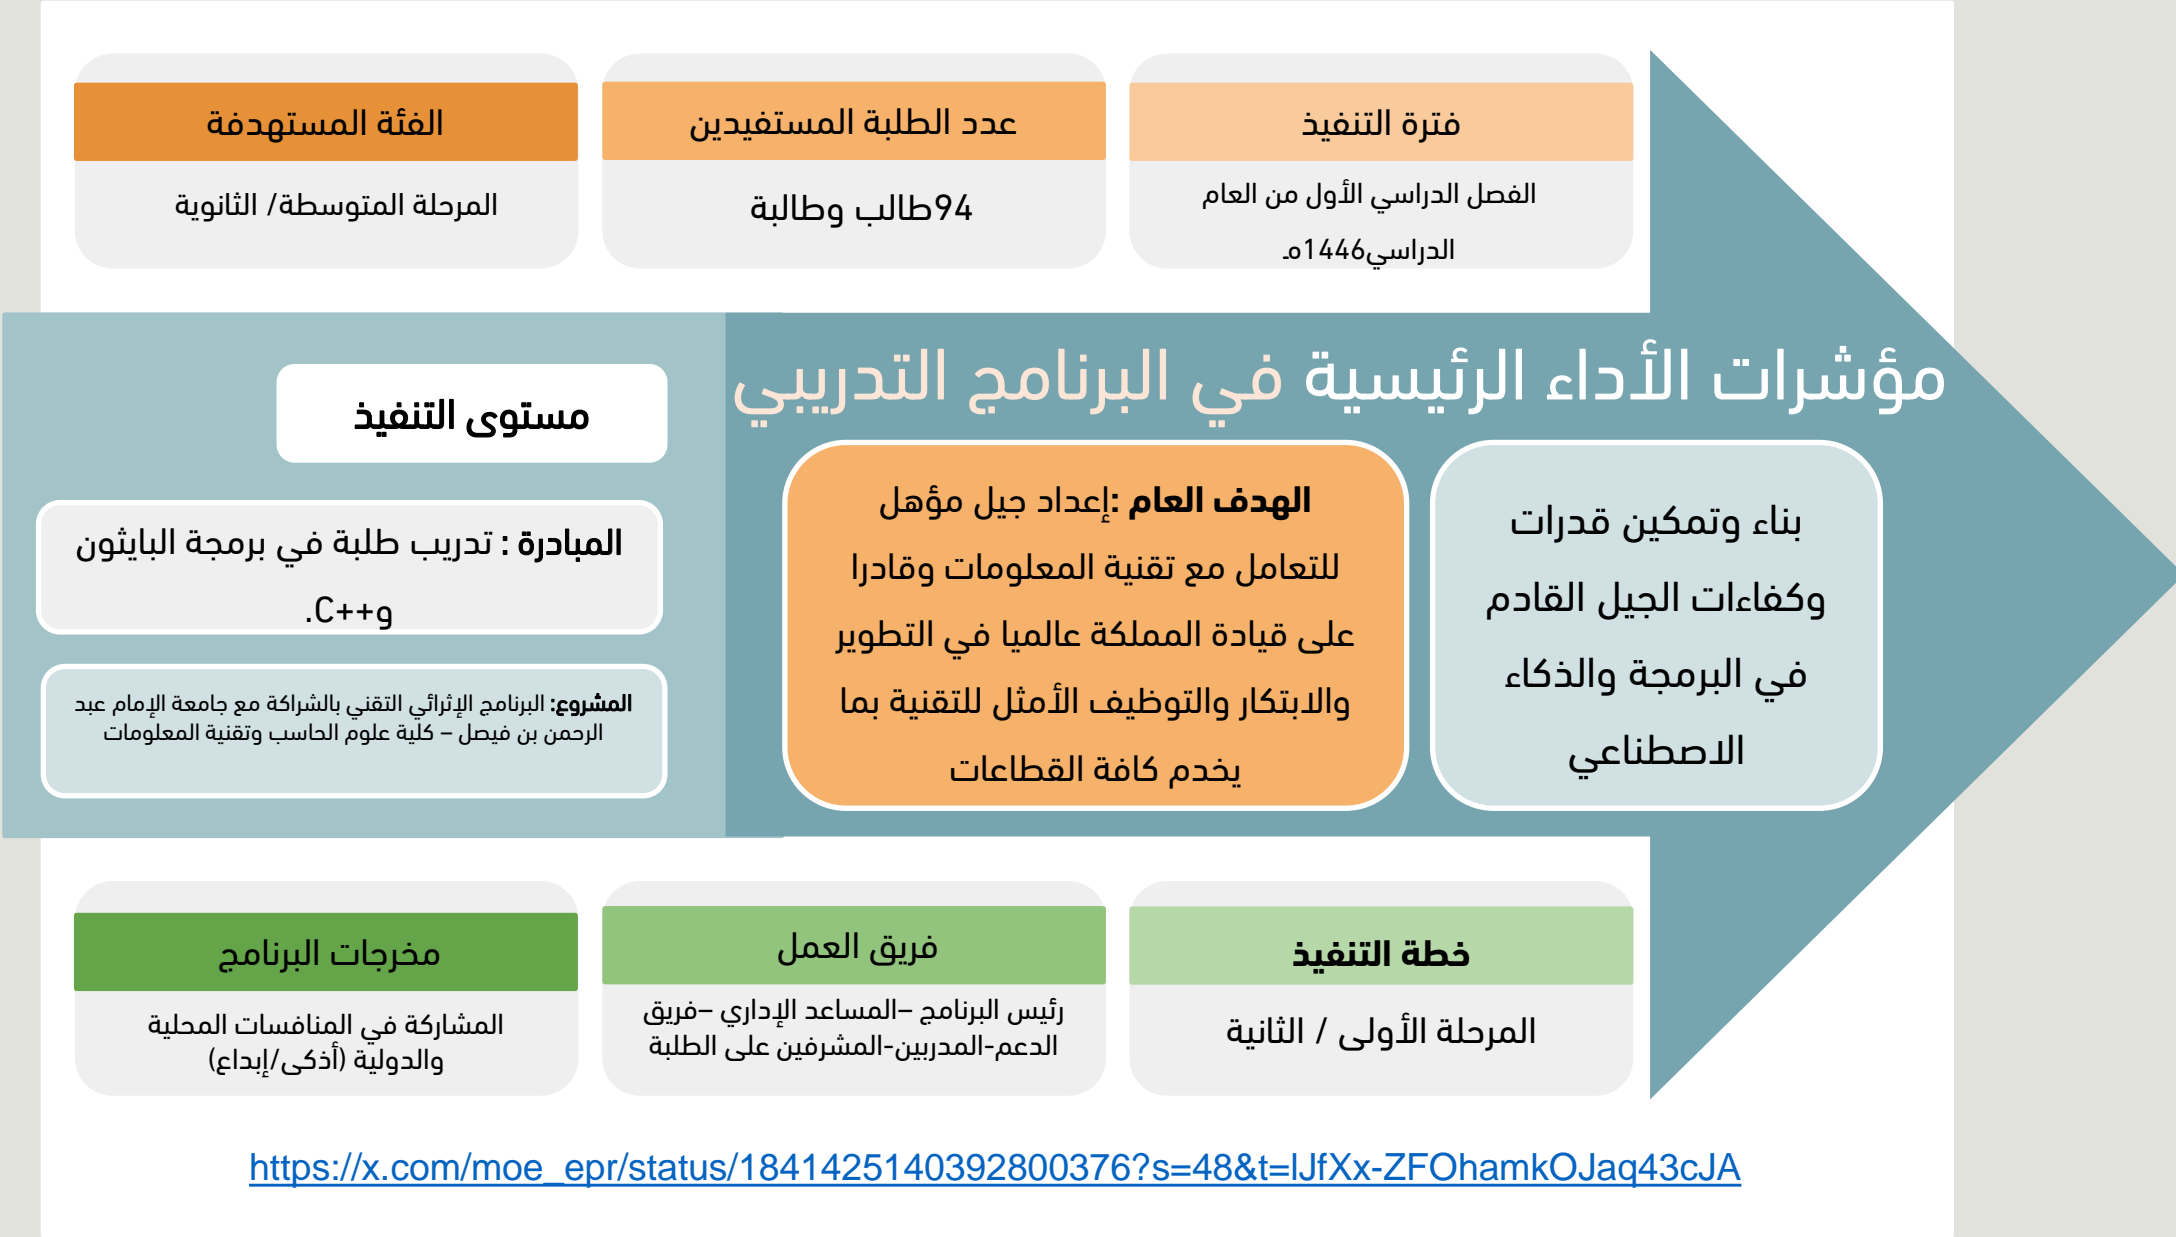 فترة التنفيذ
الفصل الدراسي الأول من العام
الدراسي1446هـ
عدد الطلبة المستفيدين
94طالب وطالبة
الفئة المستهدفة
المرحلة المتوسطة/ الثانوية
مؤشرات الأداء الرئيسية في البرنامج التدريبي
بناء وتمكين قدرات
وكفاءات الجيل القادم
في البرمجة والذكاء
الاصطناعي
الهدف العام :إعداد جيل مؤهل
للتعامل مع تقنية المعلومات وقادرا
على قيادة المملكة عالميا في التطوير
والابتكار والتوظيف الأمثل للتقنية بما
يخدم كافة القطاعات
مستوى التنفيذ
المبادرة : تدريب طلبة في برمجة البايثون
و++C.
المشروع: البرنامج الإثرائي التقني بالشراكة مع جامعة الإمام عبد
الرحمن بن فيصل – كلية علوم الحاسب وتقنية المعلومات
خطة التنفيذ
المرحلة الأولى / الثانية
فريق العمل
رئيس البرنامج –المساعد الإداري –فريق
الدعم-المدربين-المشرفين على الطلبة
مخرجات البرنامج
المشاركة في المنافسات المحلية
والدولية (أذكى/إبداع)
https://x.com/moe_epr/status/1841425140392800376?s=48&t=lJfXx-ZFOhamkOJaq43cJA